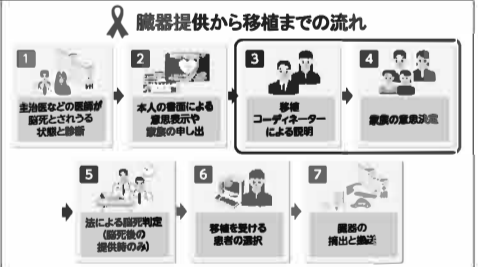 臓器提供から移植までの流れ
1
主治医などの医師が
脳死とされうる
状態と診断
2
本人の書面による
意思表示や
家族の申し出
3
移植
コーディネーター
による説明
4
家族の意思決定
5
法による脳死判定
(脳死後の
提供時のみ)
6
移植を受ける
患者の選択
7
臓器の
摘出と搬送